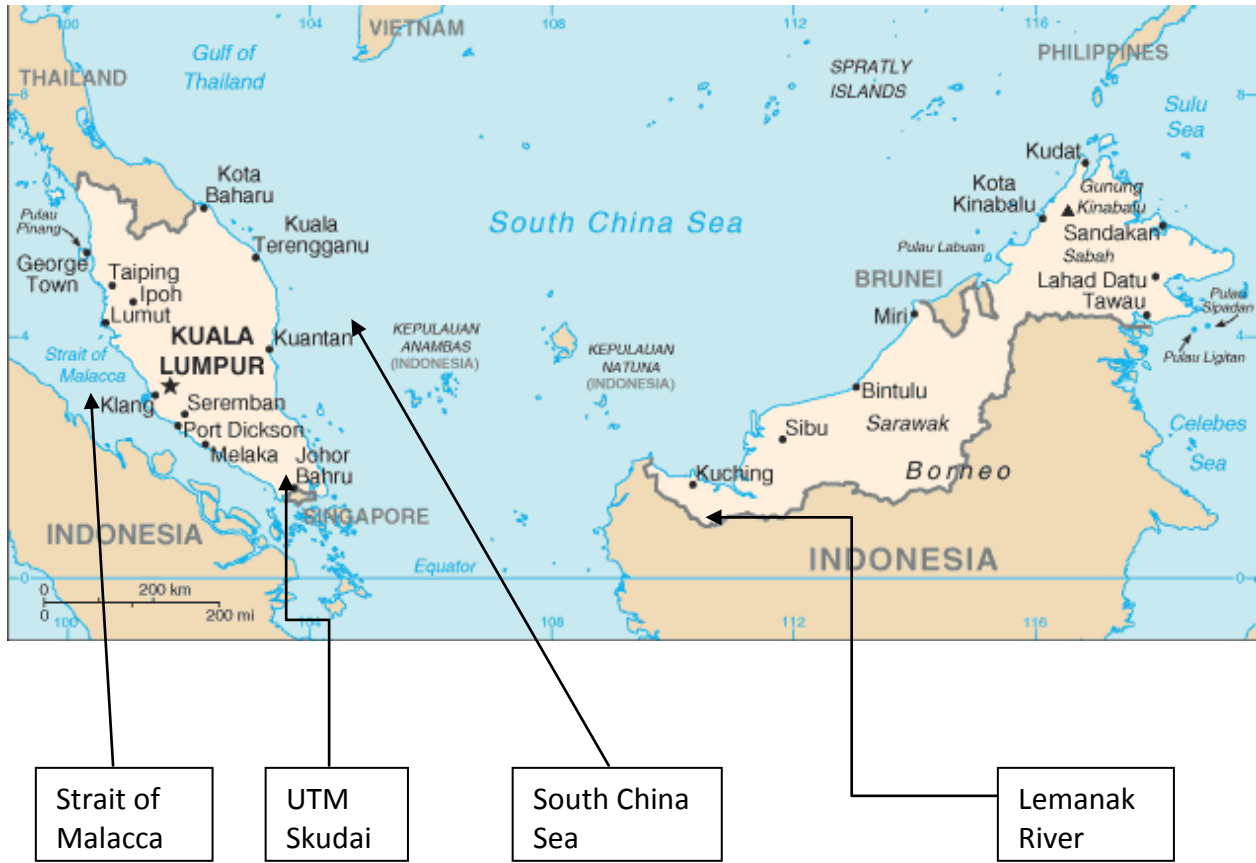 100
104
108
112
116
VIETNAM
PHILIPPINES
Gulf of
Thailand
THAILAND
SPRATLY
ISLANDS
8
8
Sulu
Sea
Kudat
Kota
Kinabalu
Gunung
Kinabalu
Kota
Baharu
Pulau
Pinang
Kuala
Terengganu
South China Sea
Sandakan
Pulau Labuan
Sabah
George
Town
Taiping
Ipoh
Lumut
BRUNEI
Lahad Datu
Tawau
Pulau
Sipadan
Miri
4
4
KUALA
LUMPUR
Kuantan
KEPULAUAN
ANAMBAS
(INDONESIA)
KEPULAUAN
NATUNA
(INDONESIA)
Pulau Ligitan
Strait of
Malacca
Klang
Seremban
Port Dickson
Melaka
Bintulu
Sibu
Sarawak
Celebes
Sea
Johor
Bahru
Kuching
Borneo
SINGAPORE
INDONESIA
INDONESIA
Equator
0
0
0
200 km
0
200 mi
100
104
108
112
116
Strait of
Malacca
UTM
Skudai
South China
Sea
Lemanak
River